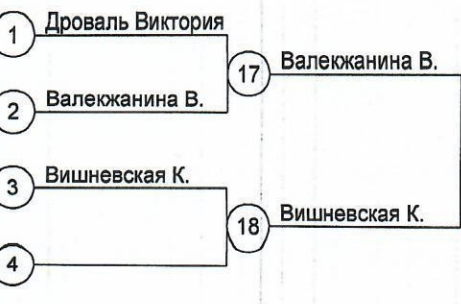 1 Дроваль Виктория
17 Валекжанина В.
2 Валекжанина В.
3 Вишневская К.
18 Вишневская К.
4